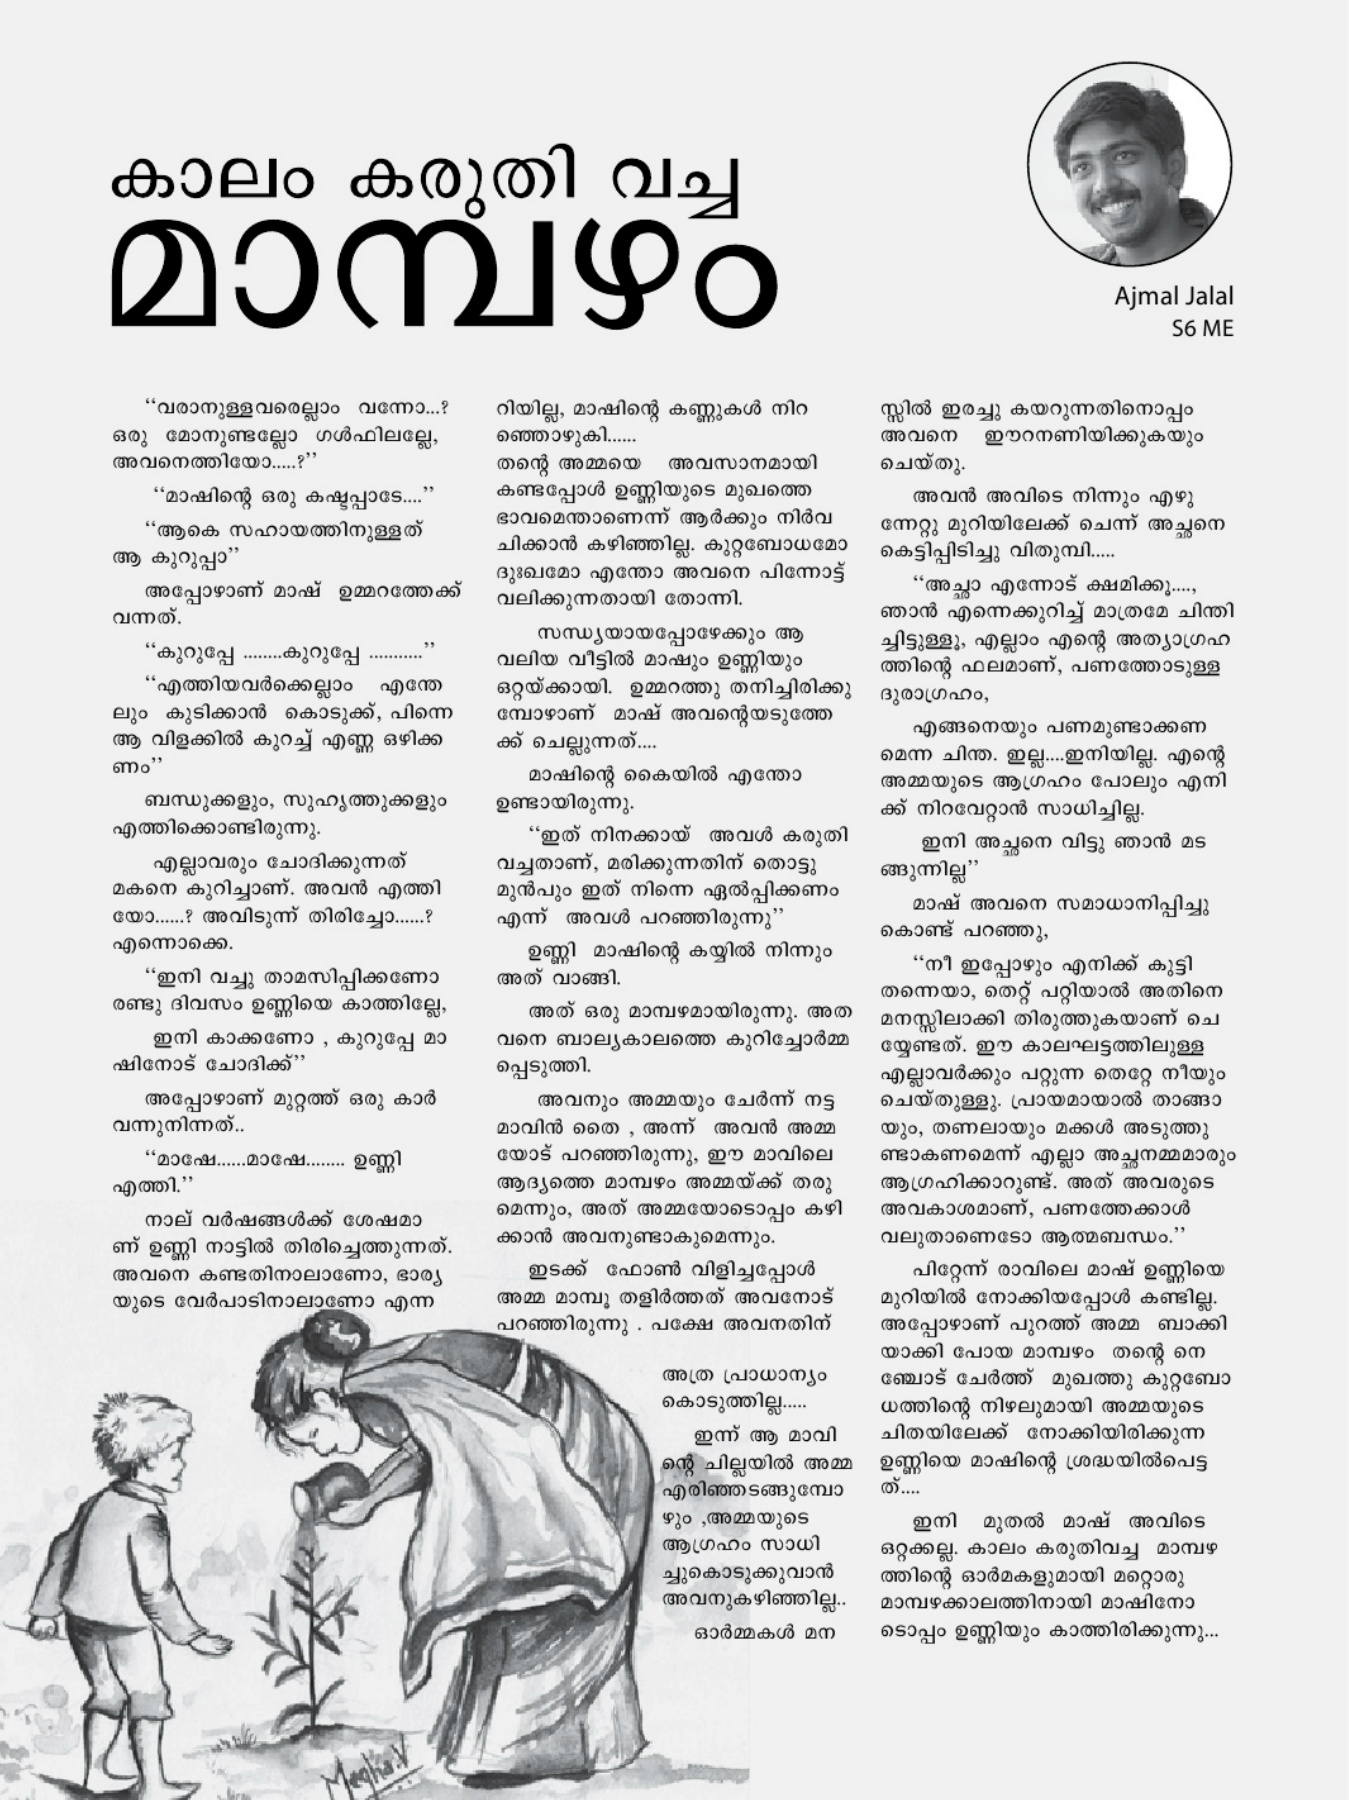 കാലം കരുതി വച്ച
മാമ്പഴം
Ajmal Jalal
S6 ME
‘‘വരാനുള്ളവരെല്ലാം വന്നോ...?
ഒരു മോനുണ്ടല്ലോ ഗൾഫിലല്ലേ,
അവനെത്തിയോ.....?’’
‘‘മാഷിന്റെ ഒരു കഷ്ടപ്പാടേ....’’
‘‘ആകെ സഹായത്തിനുള്ളത്
ആ കുറുപ്പാ’’
അപ്പോഴാണ് മാഷ് ഉമ്മറത്തേക്ക്
വന്നത്.
‘‘കുറുപ്പേ ........കുറുപ്പേ ...........’’
‘‘എത്തിയവർക്കെല്ലാം എന്തേ
ലും കുടിക്കാൻ കൊടുക്ക്, പിന്നെ
ആ വിളക്കിൽ കുറച്ച് എണ്ണ ഒഴിക്ക
ണം’’
ബന്ധുക്കളും, സുഹൃത്തുക്കളും
എത്തിക്കൊണ്ടിരുന്നു.
എല്ലാവരും ചോദിക്കുന്നത്
മകനെ കുറിച്ചാണ്. അവൻ എത്തി
യോ......? അവിടുന്ന് തിരിച്ചോ......?
എന്നൊക്കെ.
‘‘ഇനി വച്ചു താമസിപ്പിക്കണോ
രണ്ടു ദിവസം ഉണ്ണിയെ കാത്തില്ലേ,
ഇനി കാക്കണോ , കുറുപ്പേ മാ
ഷിനോട് ചോദിക്ക്’’
അപ്പോഴാണ് മുറ്റത്ത് ഒരു കാർ
വന്നുനിന്നത്..
‘‘മാഷേ......മാഷേ........ ഉണ്ണി
എത്തി.’’
നാല് വർഷങ്ങൾക്ക് ശേഷമാ
ണ് ഉണ്ണി നാട്ടിൽ തിരിച്ചെത്തുന്നത്.
അവനെ കണ്ടതിനാലാണോ, ഭാര്യ
യുടെ വേർപാടിനാലാണോ എന്ന
റിയില്ല, മാഷിന്റെ കണ്ണുകൾ നിറ
ഞ്ഞൊഴുകി......
തന്റെ അമ്മയെ അവസാനമായി
കണ്ടപ്പോൾ ഉണ്ണിയുടെ മുഖത്തെ
ഭാവമെന്താണെന്ന് ആർക്കും നിർവ
ചിക്കാൻ കഴിഞ്ഞില്ല. കുറ്റബോധമോ
ദുഃഖമോ എന്തോ അവനെ പിന്നോട്ട്
വലിക്കുന്നതായി തോന്നി.
സന്ധ്യയായപ്പോഴേക്കും ആ
വലിയ വീട്ടിൽ മാഷും ഉണ്ണിയും
ഒറ്റയ്ക്കായി. ഉമ്മറത്തു തനിച്ചിരിക്കു
മ്പോഴാണ് മാഷ് അവന്റെയടുത്തേ
ക്ക് ചെല്ലുന്നത്....
മാഷിന്റെ കൈയിൽ എന്തോ
ഉണ്ടായിരുന്നു.
‘‘ഇത് നിനക്കായ് അവൾ കരുതി
വച്ചതാണ്, മരിക്കുന്നതിന് തൊട്ടു
മുൻപും ഇത് നിന്നെ ഏൽപ്പിക്കണം
എന്ന് അവൾ പറഞ്ഞിരുന്നു’’
ഉണ്ണി മാഷിന്റെ കയ്യിൽ നിന്നും
അത് വാങ്ങി.
അത് ഒരു മാമ്പഴമായിരുന്നു. അത
വനെ ബാല്യകാലത്തെ കുറിച്ചോർമ്മ
പ്പെടുത്തി.
അവനും അമ്മയും ചേർന്ന് നട്ട
മാവിൻ തൈ , അന്ന് അവൻ അമ്മ
യോട് പറഞ്ഞിരുന്നു, ഈ മാവിലെ
ആദ്യത്തെ മാമ്പഴം അമ്മയ്ക്ക് തരു
മെന്നും, അത് അമ്മയോടൊപ്പം കഴി
ക്കാൻ അവനുണ്ടാകുമെന്നും.
ഇടക്ക് ഫോൺ വിളിച്ചപ്പോൾ
അമ്മ മാമ്പൂ തളിർത്തത് അവനോട്
പറഞ്ഞിരുന്നു . പക്ഷേ അവനതിന്
അത്ര പ്രാധാന്യം
കൊടുത്തില്ല.....
ഇന്ന് ആ മാവി
ന്റെ ചില്ലയിൽ അമ്മ
എരിഞ്ഞടങ്ങുമ്പോ
ഴും ,അമ്മയുടെ
ആഗ്രഹം സാധി
ച്ചുകൊടുക്കുവാൻ
അവനുകഴിഞ്ഞില്ല..
ഓർമ്മകൾ മന
സ്സിൽ ഇരച്ചു കയറുന്നതിനൊപ്പം
അവനെ ഈറനണിയിക്കുകയും
ചെയ്തു.
അവൻ അവിടെ നിന്നും എഴു
ന്നേറ്റു മുറിയിലേക്ക് ചെന്ന് അച്ഛനെ
കെട്ടിപ്പിടിച്ചു വിതുമ്പി.....
‘‘അച്ഛാ എന്നോട് ക്ഷമിക്കൂ....,
ഞാൻ എന്നെക്കുറിച്ച് മാത്രമേ ചിന്തി
ച്ചിട്ടുള്ളൂ, എല്ലാം എന്റെ അത്യാഗ്രഹ
ത്തിന്റെ ഫലമാണ്, പണത്തോടുള്ള
ദുരാഗ്രഹം,
എങ്ങനെയും പണമുണ്ടാക്കണ
മെന്ന ചിന്ത. ഇല്ല....ഇനിയില്ല. എന്റെ
അമ്മയുടെ ആഗ്രഹം പോലും എനി
ക്ക് നിറവേറ്റാൻ സാധിച്ചില്ല.
ഇനി അച്ഛനെ വിട്ടു ഞാൻ മട
ങ്ങുന്നില്ല’’
മാഷ് അവനെ സമാധാനിപ്പിച്ചു
കൊണ്ട് പറഞ്ഞു,
‘‘നീ ഇപ്പോഴും എനിക്ക് കുട്ടി
തന്നെയാ, തെറ്റ് പറ്റിയാൽ അതിനെ
മനസ്സിലാക്കി തിരുത്തുകയാണ് ചെ
യ്യേണ്ടത്. ഈ കാലഘട്ടത്തിലുള്ള
എല്ലാവർക്കും പറ്റുന്ന തെറ്റേ നീയും
ചെയ്തുള്ളു. പ്രായമായാൽ താങ്ങാ
യും, തണലായും മക്കൾ അടുത്തു
ണ്ടാകണമെന്ന് എല്ലാ അച്ഛനമ്മമാരും
ആഗ്രഹിക്കാറുണ്ട്. അത് അവരുടെ
അവകാശമാണ്, പണത്തേക്കാൾ
വലുതാണെടോ ആത്മബന്ധം.’’
പിറ്റേന്ന് രാവിലെ മാഷ് ഉണ്ണിയെ
മുറിയിൽ നോക്കിയപ്പോൾ കണ്ടില്ല.
അപ്പോഴാണ് പുറത്ത് അമ്മ ബാക്കി
യാക്കി പോയ മാമ്പഴം തന്റെ നെ
ഞ്ചോട് ചേർത്ത് മുഖത്തു കുറ്റബോ
ധത്തിന്റെ നിഴലുമായി അമ്മയുടെ
ചിതയിലേക്ക് നോക്കിയിരിക്കുന്ന
ഉണ്ണിയെ മാഷിന്റെ ശ്രദ്ധയിൽപെട്ട
ത്....
ഇനി മുതൽ മാഷ് അവിടെ
ഒറ്റക്കല്ല. കാലം കരുതിവച്ച മാമ്പഴ
ത്തിന്റെ ഓർമകളുമായി മറ്റൊരു
മാമ്പഴക്കാലത്തിനായി മാഷിനോ
ടൊപ്പം ഉണ്ണിയും കാത്തിരിക്കുന്നു...
Megha.V